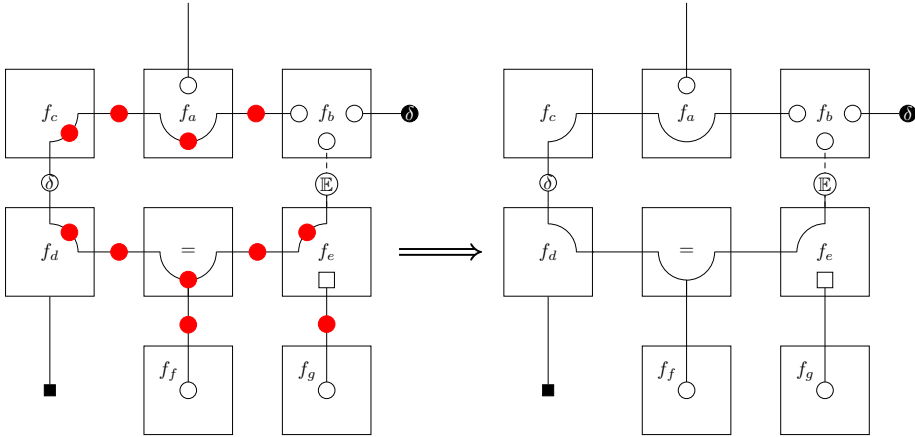 f_c f_a f_b δ f_c f_a f_b δ
δ 𝔼 δ 𝔼
f_d = f_e f_d = f_e
f_f f_g f_f f_g